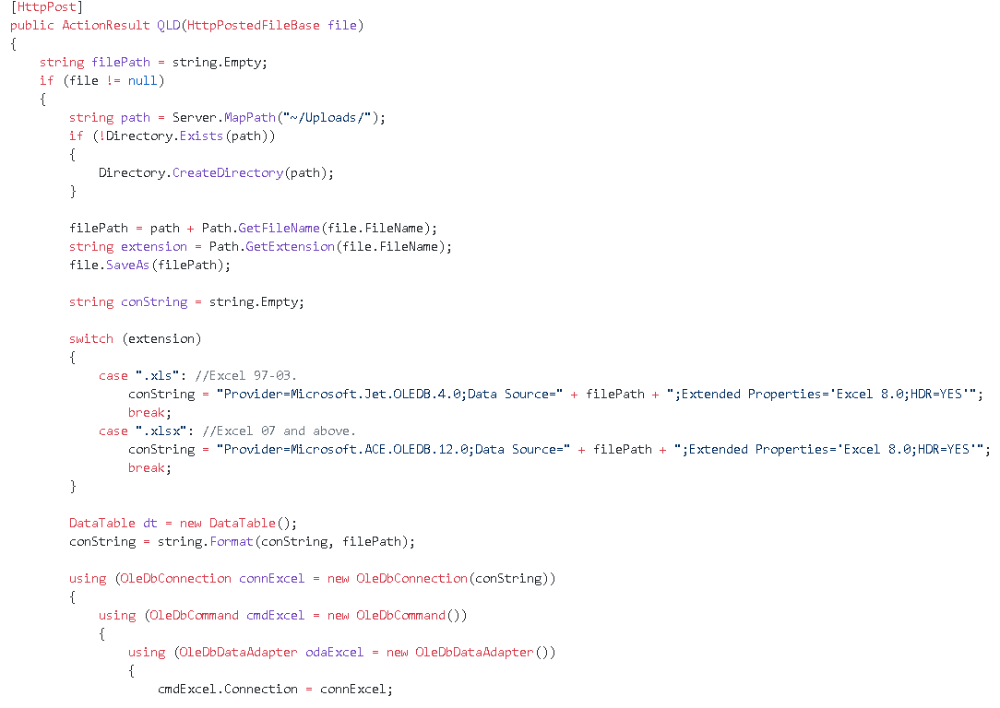 [HttpPost]
public ActionResult QLD(HttpPostedFileBase file)
{
    string filePath = string.Empty;
    if (file != null)
    {
        string path = Server.MapPath("~/Uploads/");
        if (!Directory.Exists(path))
        {
            Directory.CreateDirectory(path);
        }

        filePath = path + Path.GetFileName(file.FileName);
        string extension = Path.GetExtension(file.FileName);
        file.SaveAs(filePath);

        string conString = string.Empty;

        switch (extension)
        {
            case ".xls": //Excel 97-03.
                conString = "Provider=Microsoft.Jet.OLEDB.4.0;Data Source=" + filePath + ";Extended Properties='Excel 8.0;HDR=YES'";
                break;
            case ".xlsx": //Excel 07 and above.
                conString = "Provider=Microsoft.ACE.OLEDB.12.0;Data Source=" + filePath + ";Extended Properties='Excel 8.0;HDR=YES'";
                break;
        }

        DataTable dt = new DataTable();
        conString = string.Format(conString, filePath);

        using (OleDbConnection connExcel = new OleDbConnection(conString))
        {
            using (OleDbCommand cmdExcel = new OleDbCommand())
            {
                using (OleDbDataAdapter odaExcel = new OleDbDataAdapter())
                {
                    cmdExcel.Connection = connExcel;